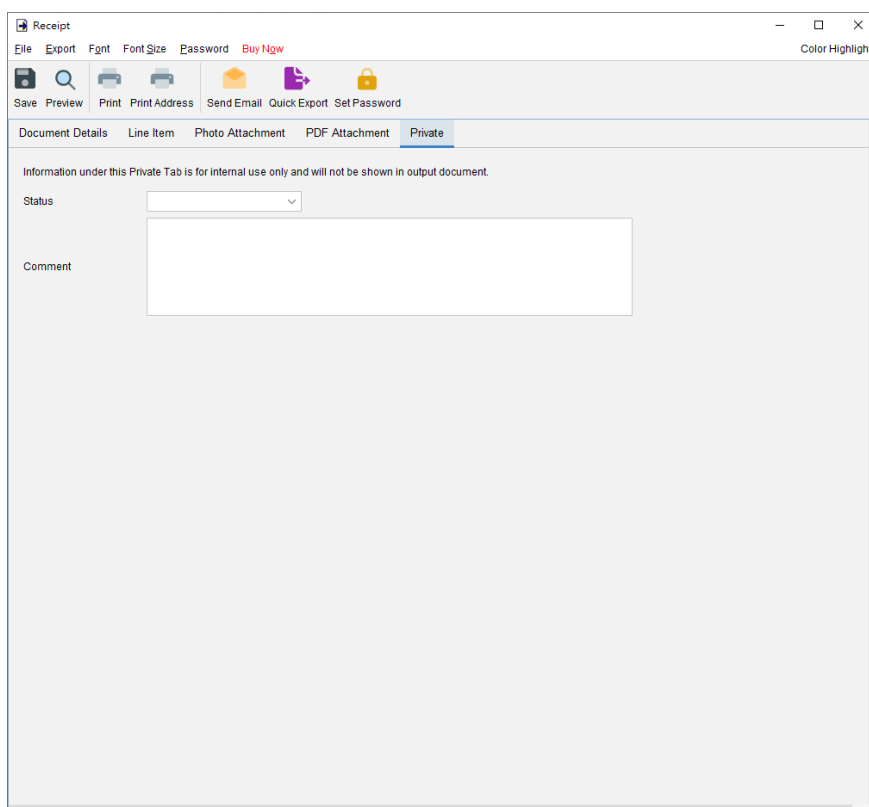 Receipt
File Export Font Font Size Password Buy Now Color Highligh
Save Preview Print Print Address Send Email Quick Export Set Password
Document Details Line Item Photo Attachment PDF Attachment Private
Information under this Private Tab is for internal use only and will not be shown in output document.
Status
Comment